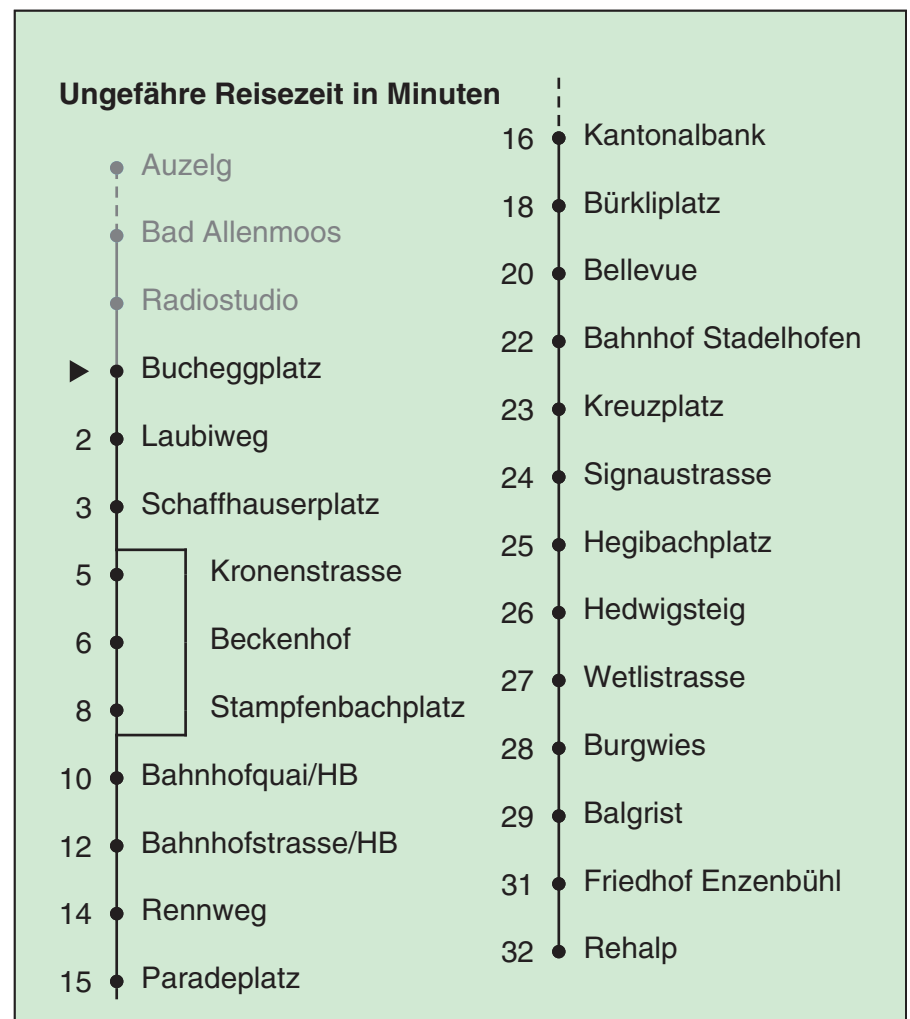 Ungefähre Reisezeit in Minuten
Auzelg
Bad Allenmoos
Radiostudio
Bucheggplatz
2 Laubiweg
3 Schaffhauserplatz
5 Kronenstrasse
6 Beckenhof
8 Stampfenbachplatz
10 Bahnhofquai/HB
12 Bahnhofstrasse/HB
14 Rennweg
15 Paradeplatz
16 Kantonalbank
18 Bürkliplatz
20 Bellevue
22 Bahnhof Stadelhofen
23 Kreuzplatz
24 Signaustrasse
25 Hegibachplatz
26 Hedwigsteig
27 Wetlistrasse
28 Burgwies
29 Balgrist
31 Friedhof Enzenbühl
32 Rehalp